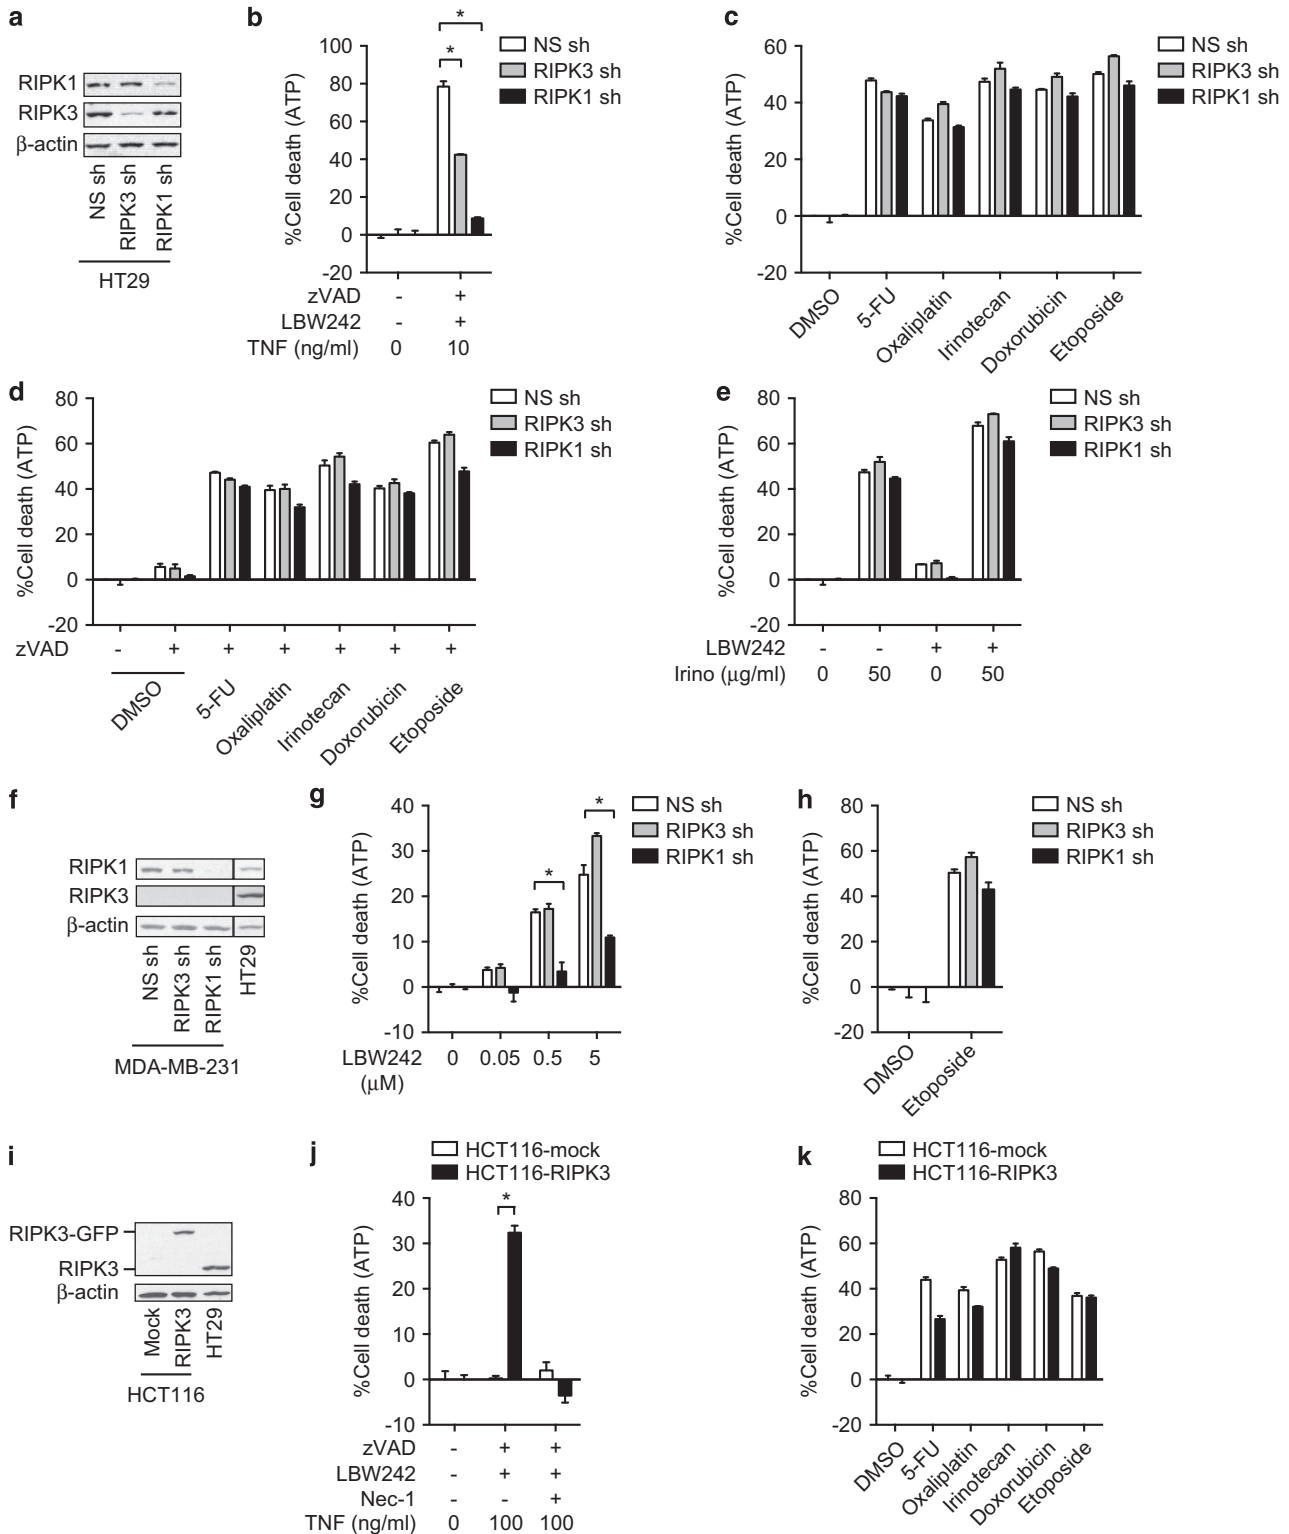 a
RIPK1
RIPK3
β-actin
NS sh
RIPK3 sh
RIPK1 sh
HT29
b
*
*
NS sh
RIPK3 sh
RIPK1 sh
%Cell death (ATP)
100
80
60
40
20
0
-20
zVAD - +
LBW242 - +
TNF (ng/ml) 0 10
c
NS sh
RIPK3 sh
RIPK1 sh
%Cell death (ATP)
60
40
20
0
-20
DMSO
5-FU
Oxaliplatin
Irinotecan
Doxorubicin
Etoposide
d
NS sh
RIPK3 sh
RIPK1 sh
%Cell death (ATP)
80
60
40
20
0
-20
zVAD - + + + + + +
DMSO
5-FU
Oxaliplatin
Irinotecan
Doxorubicin
Etoposide
e
NS sh
RIPK3 sh
RIPK1 sh
%Cell death (ATP)
80
60
40
20
0
-20
LBW242 - - + +
Irino (μg/ml) 0 50 0 50
f
RIPK1
RIPK3
β-actin
NS sh
RIPK3 sh
RIPK1 sh
HT29
MDA-MB-231
g
*
*
NS sh
RIPK3 sh
RIPK1 sh
%Cell death (ATP)
40
30
20
10
0
-10
LBW242 0 0.05 0.5 5
(μM)
h
NS sh
RIPK3 sh
RIPK1 sh
%Cell death (ATP)
80
60
40
20
0
-20
DMSO
Etoposide
i
RIPK3-GFP
RIPK3
β-actin
Mock
RIPK3
HT29
HCT116
j
HCT116-mock
HCT116-RIPK3
*
%Cell death (ATP)
40
30
20
10
0
-10
zVAD - + +
LBW242 - + +
Nec-1 - - +
TNF (ng/ml) 0 100 100
k
HCT116-mock
HCT116-RIPK3
%Cell death (ATP)
80
60
40
20
0
-20
DMSO
5-FU
Oxaliplatin
Irinotecan
Doxorubicin
Etoposide